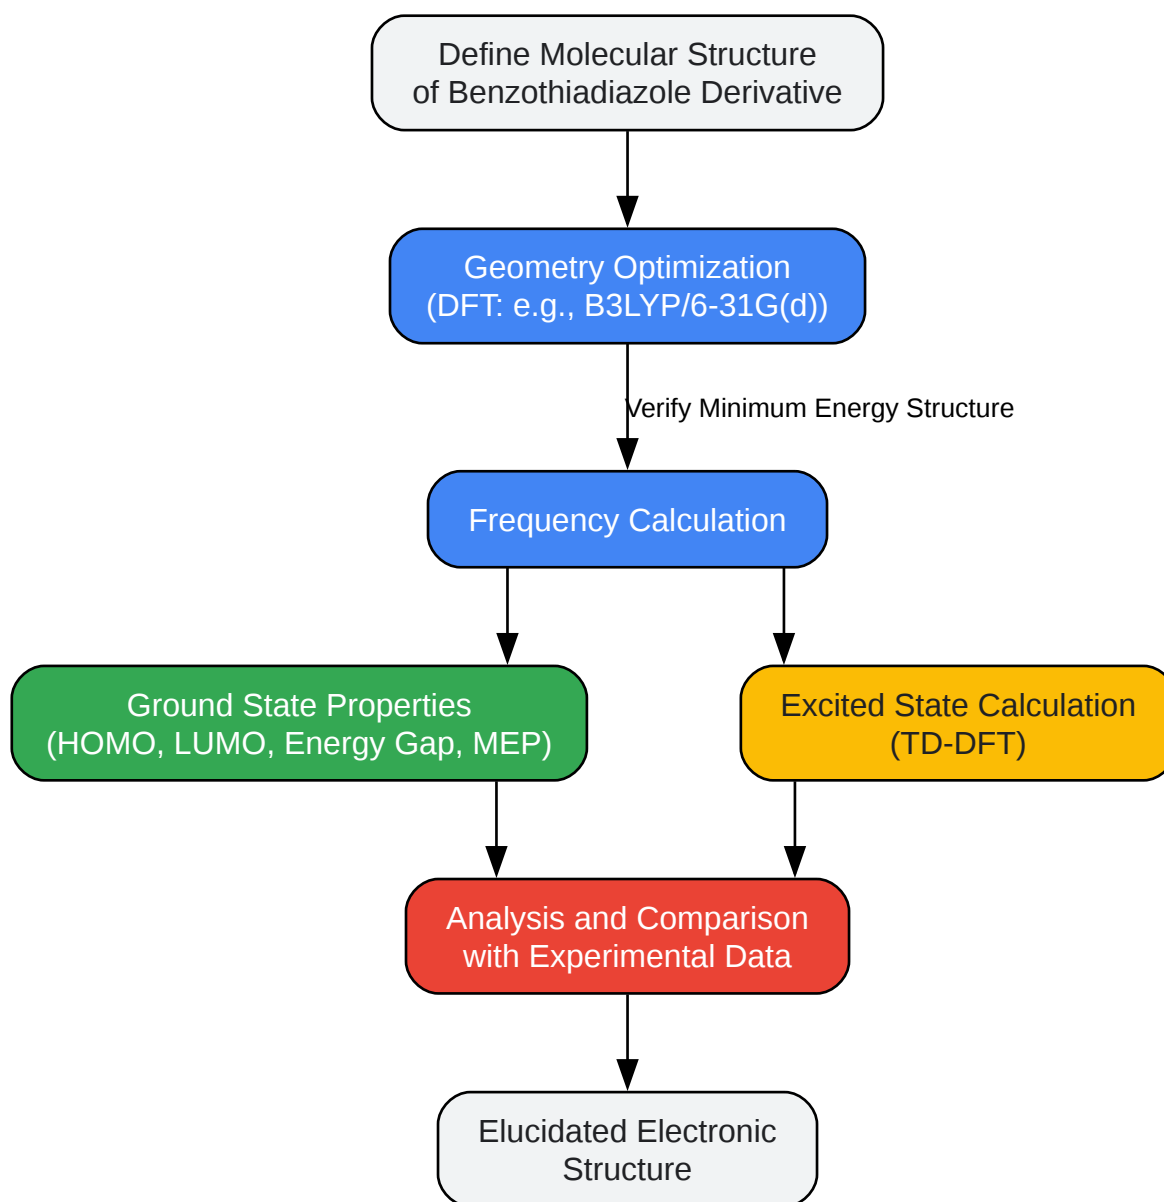 Define Molecular Structure
of Benzothiadiazole Derivative
Geometry Optimization
(DFT: e.g., B3LYP/6-31G(d))
Verify Minimum Energy Structure
Frequency Calculation
Ground State Properties
(HOMO, LUMO, Energy Gap, MEP)
Excited State Calculation
(TD-DFT)
Analysis and Comparison
with Experimental Data
Elucidated Electronic
Structure